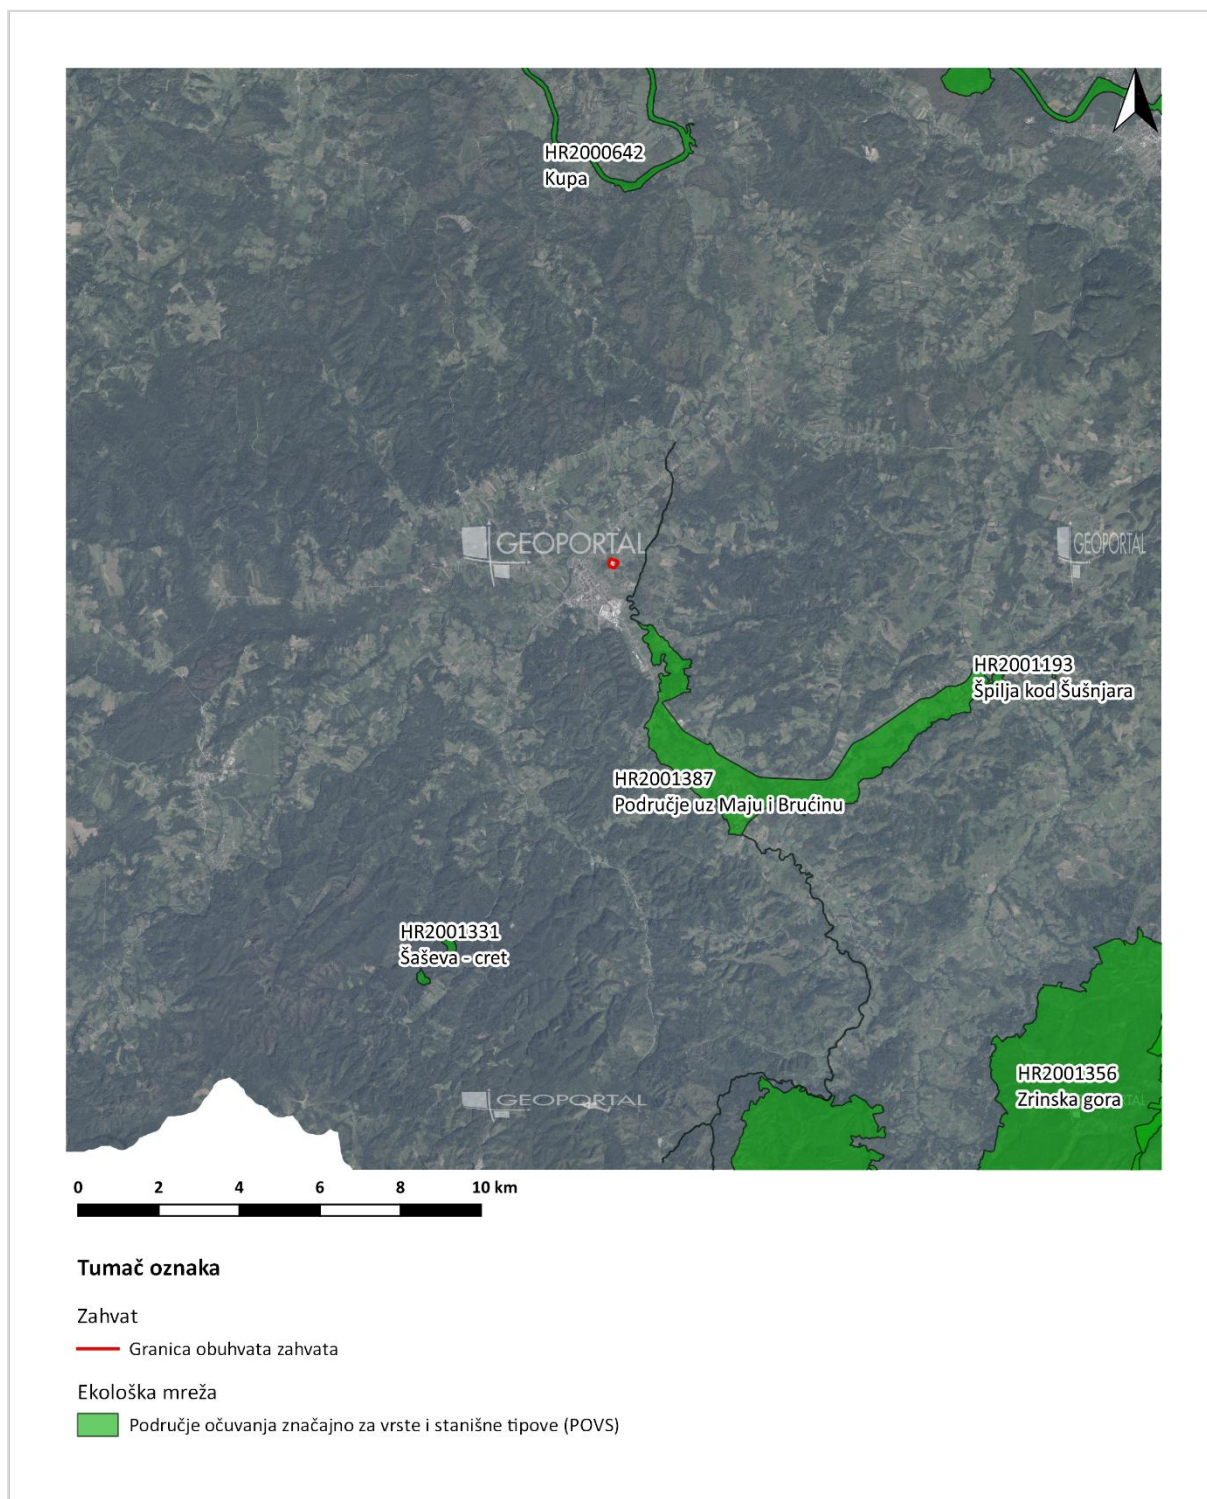 HR2000642
Kupa
GEOPORTAL
GEOPORTAL
HR2001193
Špilja kod Šušnjara
HR2001387
Područje uz Maju i Brućinu
HR2001331
Šaševa - cret
HR2001356
Zrinska gora
GEOPORTAL
0 2 4 6 8 10 km
Tumač oznaka
Zahvat
Granica obuhvata zahvata
Ekološka mreža
Područje očuvanja značajno za vrste i stanišne tipove (POVS)